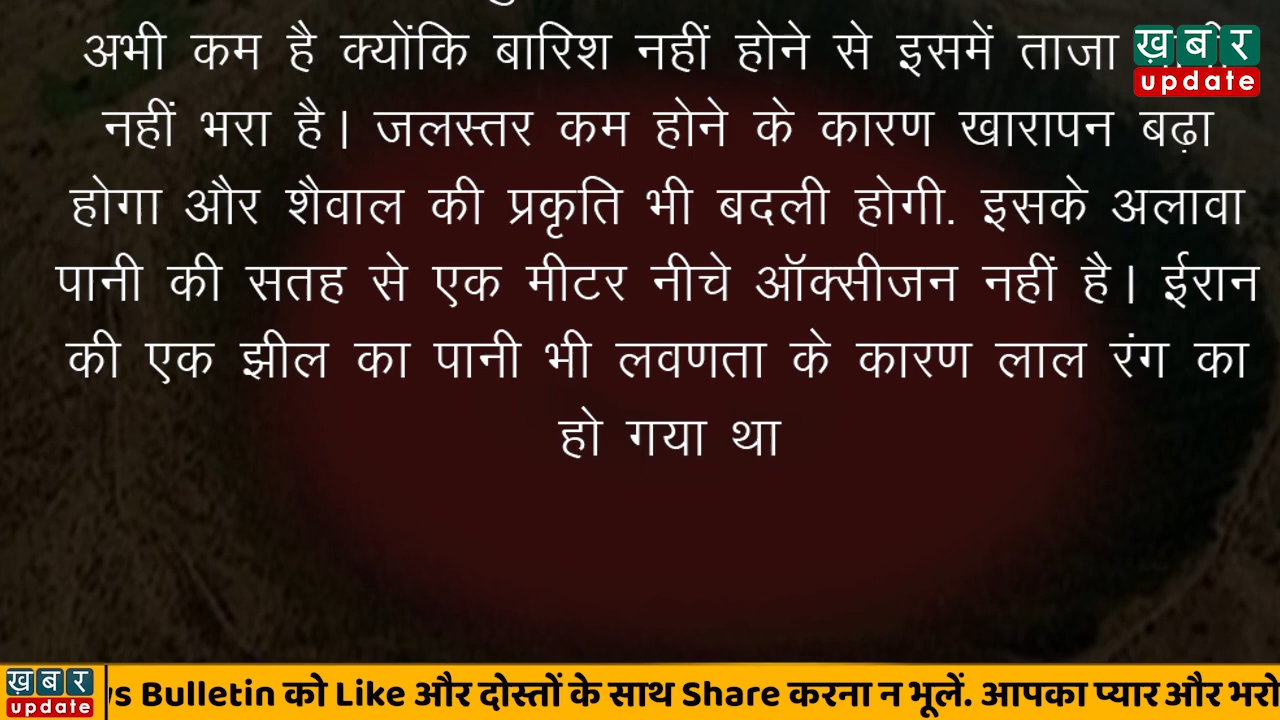 अभी कम है क्योंकि बारिश नहीं होने से इसमें ताजा
नहीं भरा है। जलस्तर कम होने के कारण खारापन बढ़ा
होगा और शैवाल की प्रकृति भी बदली होगी. इसके अलावा
पानी की सतह से एक मीटर नीचे ऑक्सीजन नहीं है। ईरान
की एक झील का पानी भी लवणता के कारण लाल रंग का
हो गया था
ख़बर
update
ख़बर
update
Bulletin को Like और दोस्तों के साथ Share करना न भूलें. आपका प्यार और